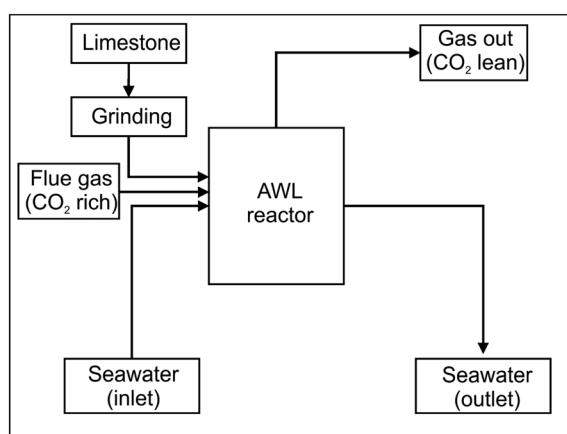 Limestone
Grinding
Flue gas
(CO₂ rich)
Gas out
(CO₂ lean)
AWL
reactor
Seawater
(inlet)
Seawater
(outlet)